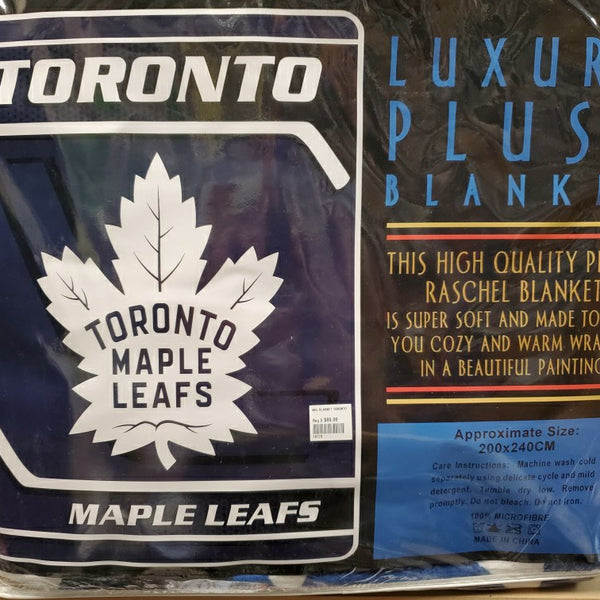 TORONTO
TORONTO
MAPLE
LEAFS
MAPLE LEAFS
LUXUR
PLUS
BLANK
THIS HIGH QUALITY P
RASCHEL BLANKET
IS SUPER SOFT AND MADE TO
YOU COZY AND WARM WRA
IN A BEAUTIFUL PAINTING
Approximate Size:
200x240CM
Care Instructions: Machine wash cold
separately using delicate cycle and mild
detergent. Tumble dry low. Remove
promptly. Do not bleach. Do not iron.
100% MICROFIBRE
MADE IN CHINA